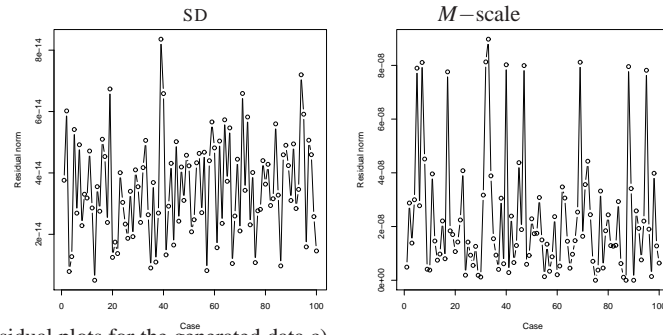 SD
M−scale
Residual norm
8e−14
6e−14
4e−14
2e−14
0 20 40 60 80 100
Case
Residual norm
8e−08
6e−08
4e−08
2e−08
0e+00
0 20 40 60 80 100
Case
sidual plots for the generated data a)